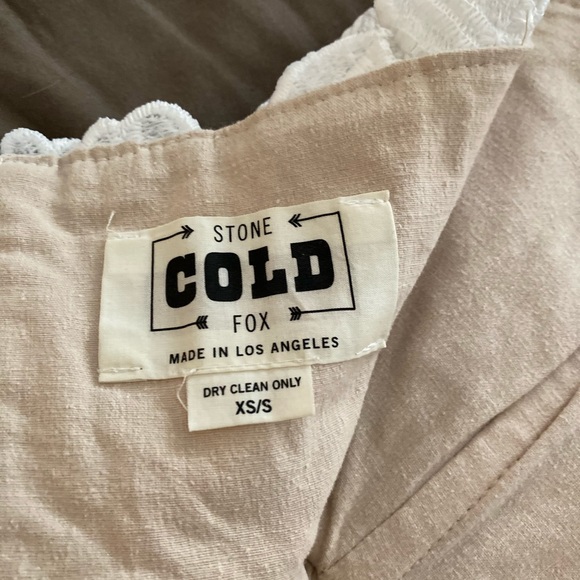 STONE
COLD
FOX
MADE IN LOS ANGELES
DRY CLEAN ONLY
XS/S